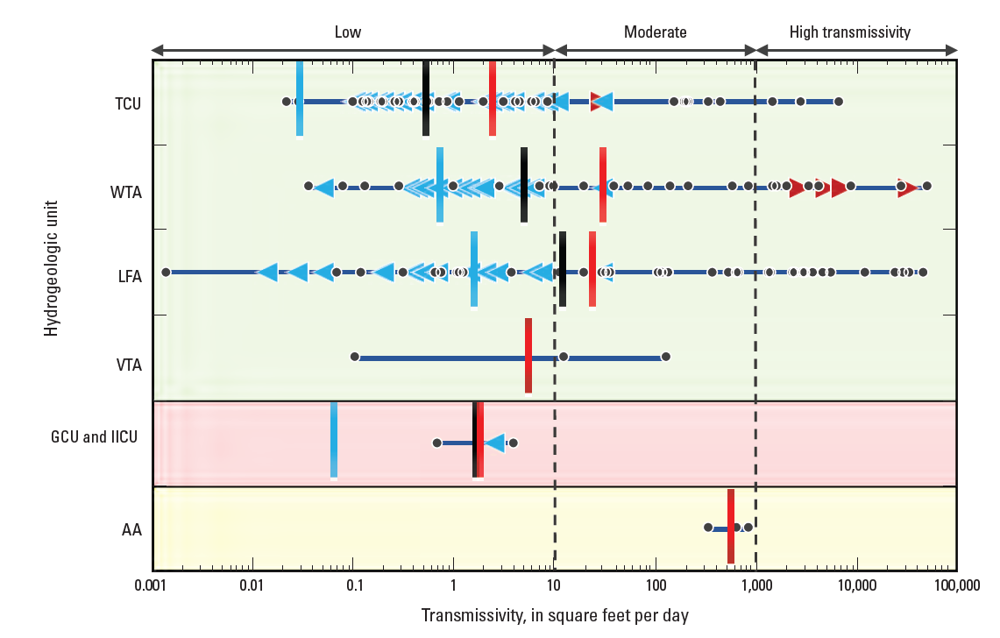 Low
Moderate
High transmissivity
TCU
WTA
LFA
VTA
GCU and IICU
AA
Hydrogeologic unit
0.001 0.01 0.1 1 10 100 1,000 10,000 100,000
Transmissivity, in square feet per day